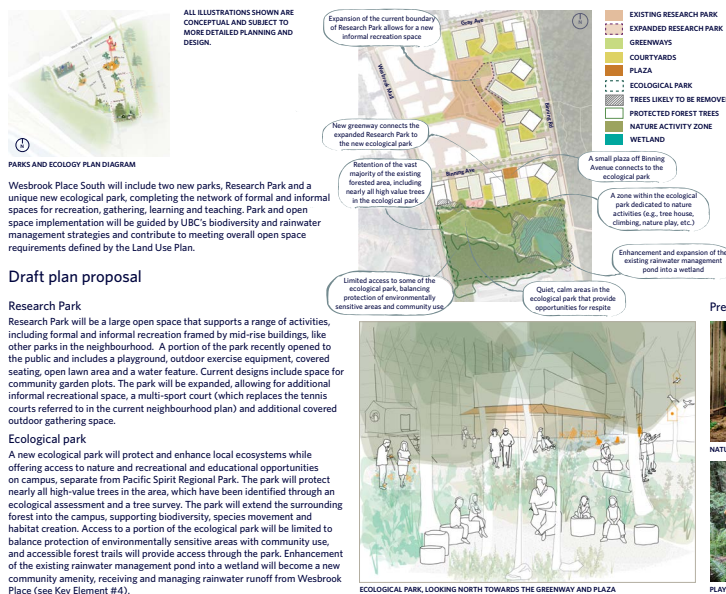 ALL ILLUSTRATIONS SHOWN ARE
CONCEPTUAL AND SUBJECT TO
MORE DETAILED PLANNING AND
DESIGN.
PARKS AND ECOLOGY PLAN DIAGRAM
Wesbrook Place South will include two new parks, Research Park and a
unique new ecological park, completing the network of formal and informal
spaces for recreation, gathering, learning and teaching. Park and open
space implementation will be guided by UBC's biodiversity and rainwater
management strategies and contribute to meeting overall open space
requirements defined by the Land Use Plan.
Draft plan proposal
Research Park
Research Park will be a large open space that supports a range of activities,
including formal and informal recreation framed by mid-rise buildings, like
other parks in the neighbourhood.  A portion of the park recently opened to
the public and includes a playground, outdoor exercise equipment, covered
seating, open lawn area and a water feature. Current designs include space for
community garden plots. The park will be expanded, allowing for additional
informal recreational space, a multi-sport court (which replaces the tennis
courts referred to in the current neighbourhood plan) and additional covered
outdoor gathering space.
Ecological park
A new ecological park will protect and enhance local ecosystems while
offering access to nature and recreational and educational opportunities
on campus, separate from Pacific Spirit Regional Park. The park will protect
nearly all high-value trees in the area, which have been identified through an
ecological assessment and a tree survey. The park will extend the surrounding
forest into the campus, supporting biodiversity, species movement and
habitat creation. Access to a portion of the ecological park will be limited to
balance protection of environmentally sensitive areas with community use,
and accessible forest trails will provide access through the park. Enhancement
of the existing rainwater management pond into a wetland will become a new
community amenity, receiving and managing rainwater runoff from Wesbrook
Place (see Key Element #4).
Expansion of the current boundary
of Research Park allows for a new
informal recreation space
Gray Ave
Wesbrook Mall
Binning Rd
New greenway connects the
expanded Research Park to
the new ecological park
Binning Ave
Retention of the vast
majority of the existing
forested area, including
nearly all high value trees
in the ecological park
A small plaza off Binning
Avenue connects to the
ecological park
A zone within the ecological
park dedicated to nature
activities (e.g., tree house,
climbing, nature play, etc.)
Enhancement and expansion of the
existing rainwater management
pond into a wetland
Limited access to some of the
ecological park, balancing
protection of environmentally
sensitive areas and community use
Quiet, calm areas in the
ecological park that provide
opportunities for respite
EXISTING RESEARCH PARK
EXPANDED RESEARCH PARK
GREENWAYS
COURTYARDS
PLAZA
ECOLOGICAL PARK
TREES LIKELY TO BE REMOVE
PROTECTED FOREST TREES
NATURE ACTIVITY ZONE
WETLAND
ECOLOGICAL PARK, LOOKING NORTH TOWARDS THE GREENWAY AND PLAZA
Pre
NATU
PLAY